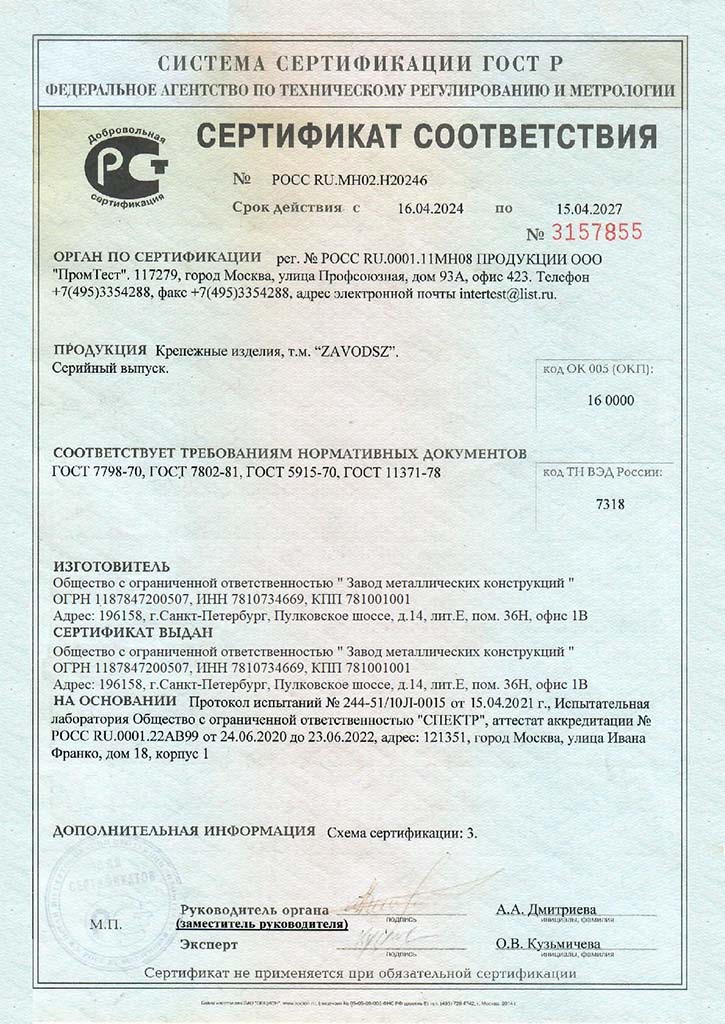 СИСТЕМА СЕРТИФИКАЦИИ ГОСТ Р
ФЕДЕРАЛЬНОЕ АГЕНТСТВО ПО ТЕХНИЧЕСКОМУ РЕГУЛИРОВАНИЮ И МЕТРОЛОГИИ
Добровольная
РСТ
сертификация
СЕРТИФИКАТ СООТВЕТСТВИЯ
№ РОСС RU.МН02.Н20246
Срок действия с 16.04.2024 по 15.04.2027
№ 3157855
ОРГАН ПО СЕРТИФИКАЦИИ рег. № РОСС RU.0001.11МН08 ПРОДУКЦИИ ООО
"ПромТест". 117279, город Москва, улица Профсоюзная, дом 93А, офис 423. Телефон
+7(495)3354288, факс +7(495)3354288, адрес электронной почты intertest@list.ru.
ПРОДУКЦИЯ Крепежные изделия, т.м. “ZAVODSZ”.
Серийный выпуск.
код ОК 005 (ОКП):
16 0000
СООТВЕТСТВУЕТ ТРЕБОВАНИЯМ НОРМАТИВНЫХ ДОКУМЕНТОВ
ГОСТ 7798-70, ГОСТ 7802-81, ГОСТ 5915-70, ГОСТ 11371-78
код ТН ВЭД России:
7318
ИЗГОТОВИТЕЛЬ
Общество с ограниченной ответственностью " Завод металлических конструкций "
ОГРН 1187847200507, ИНН 7810734669, КПП 781001001
Адрес: 196158, г.Санкт-Петербург, Пулковское шоссе, д.14, лит.Е, пом. 36Н, офис 1В
СЕРТИФИКАТ ВЫДАН
Общество с ограниченной ответственностью " Завод металлических конструкций "
ОГРН 1187847200507, ИНН 7810734669, КПП 781001001
Адрес: 196158, г.Санкт-Петербург, Пулковское шоссе, д.14, лит.Е, пом. 36Н, офис 1В
НА ОСНОВАНИИ Протокол испытаний № 244-51/10Л-0015 от 15.04.2021 г., Испытательная
лаборатория Общество с ограниченной ответственностью "СПЕКТР", аттестат аккредитации №
РОСС RU.0001.22АВ99 от 24.06.2020 до 23.06.2022, адрес: 121351, город Москва, улица Ивана
Франко, дом 18, корпус 1
ДОПОЛНИТЕЛЬНАЯ ИНФОРМАЦИЯ Схема сертификации: 3.
СЕРТИФИКАТОВ
М.П.
Руководитель органа
(заместитель руководителя)
подпись
А.А. Дмитриева
инициалы, фамилия
Эксперт
подпись
О.В. Кузьмичева
инициалы, фамилия
Сертификат не применяется при обязательной сертификации